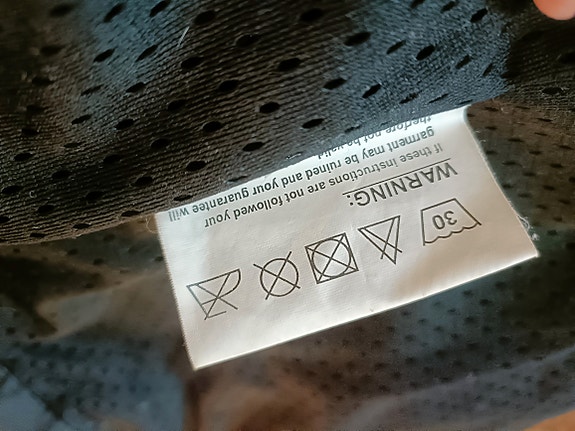 30
WARNING:
If these instructions are not followed your
garment may be ruined and your guarantee will
therefore not be valid